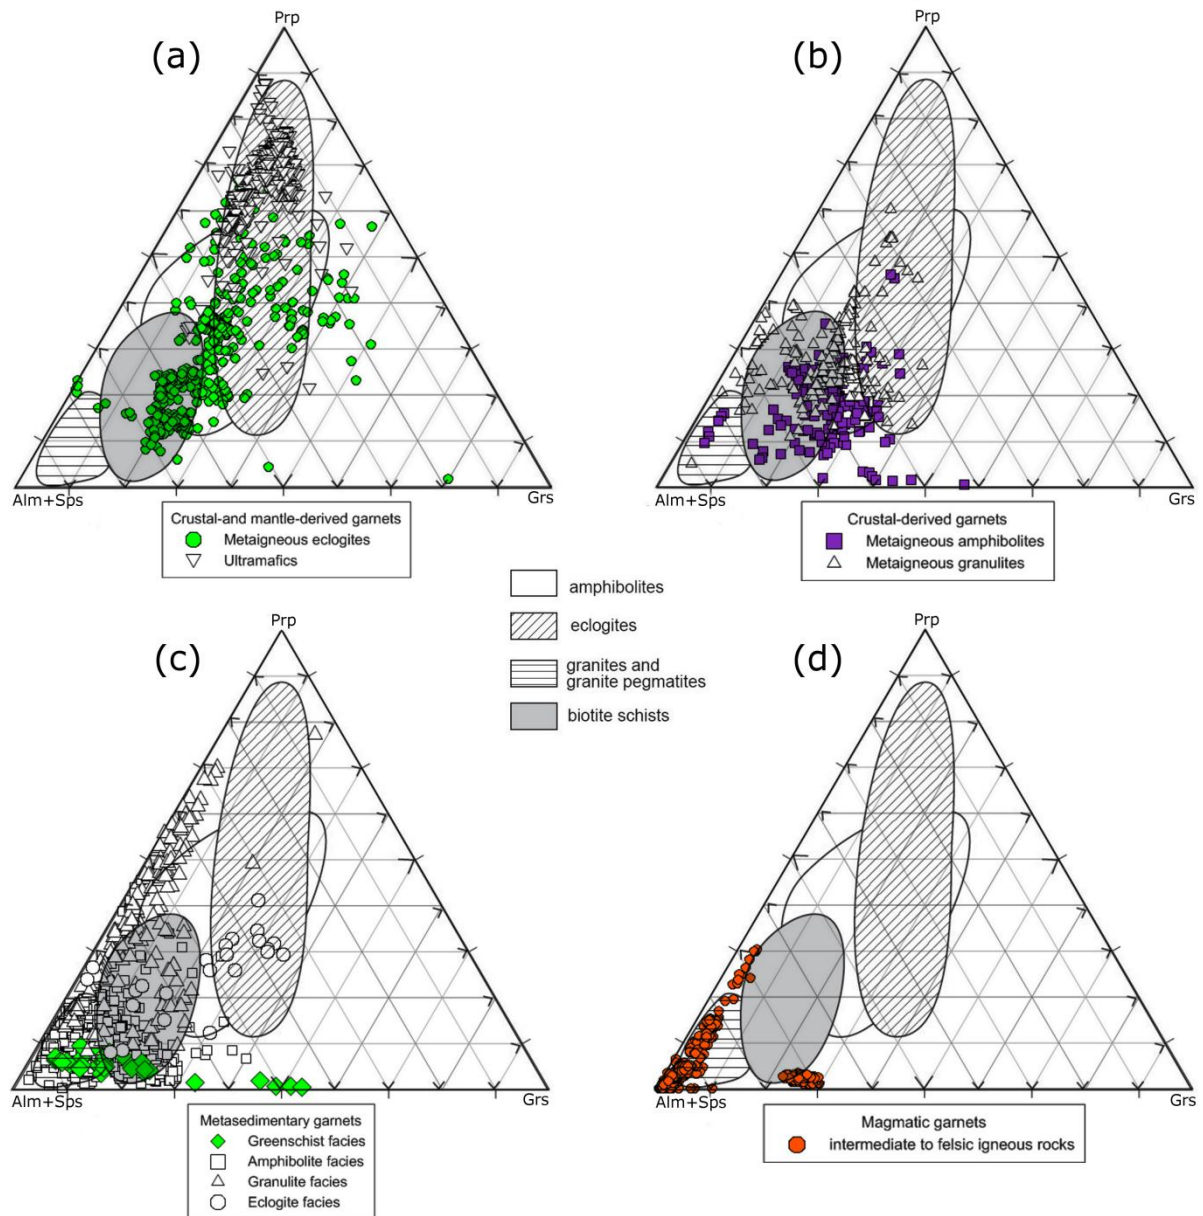 Prp
(a)
Alm+Sps
Grs
Crustal-and mantle-derived garnets
Metaigneous eclogites
Ultramafics
Prp
(b)
Alm+Sps
Grs
Crustal-derived garnets
Metaigneous amphibolites
Metaigneous granulites
amphibolites
eclogites
granites and
granite pegmatites
biotite schists
Prp
(c)
Alm+Sps
Grs
Metasedimentary garnets
Greenschist facies
Amphibolite facies
Granulite facies
Eclogite facies
Prp
(d)
Alm+Sps
Grs
Magmatic garnets
intermediate to felsic igneous rocks